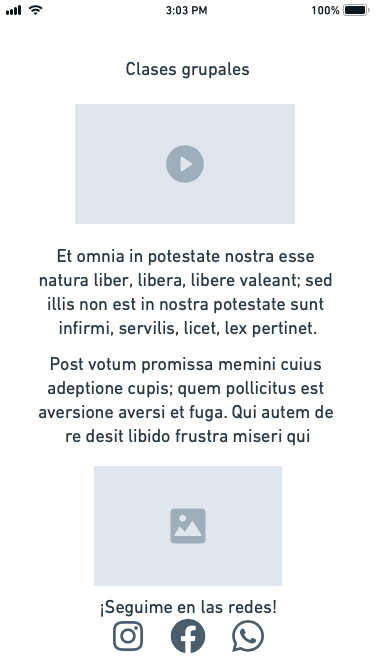 3:03 PM
100%
Clases grupales
Et omnia in potestate nostra esse
natura liber, libera, libere valeant; sed
illis non est in nostra potestate sunt
infirmi, servilis, licet, lex pertinet.
Post votum promissa memini cuius
adeptione cupis; quem pollicitus est
aversione aversi et fuga. Qui autem de
re desit libido frustra miseri qui
¡Seguime en las redes!